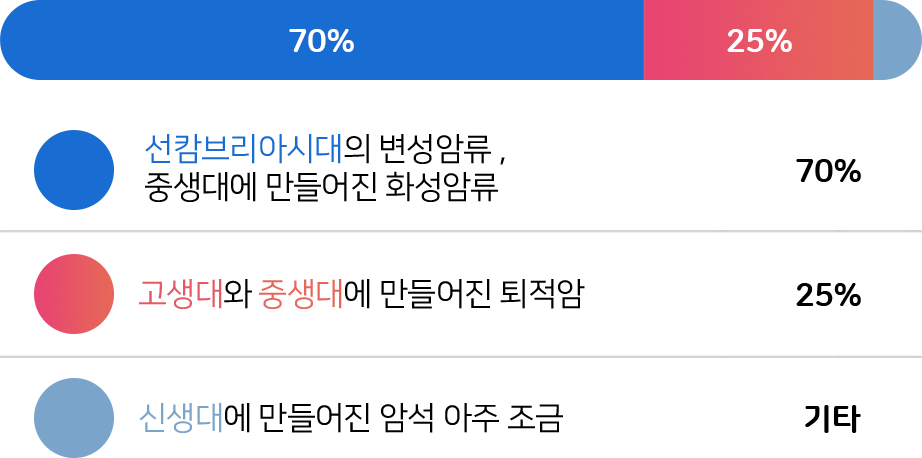 70%
25%
선캄브리아시대의 변성암류 ,
중생대에 만들어진 화성암류
70%
고생대와 중생대에 만들어진 퇴적암
25%
신생대에 만들어진 암석 아주 조금
기타